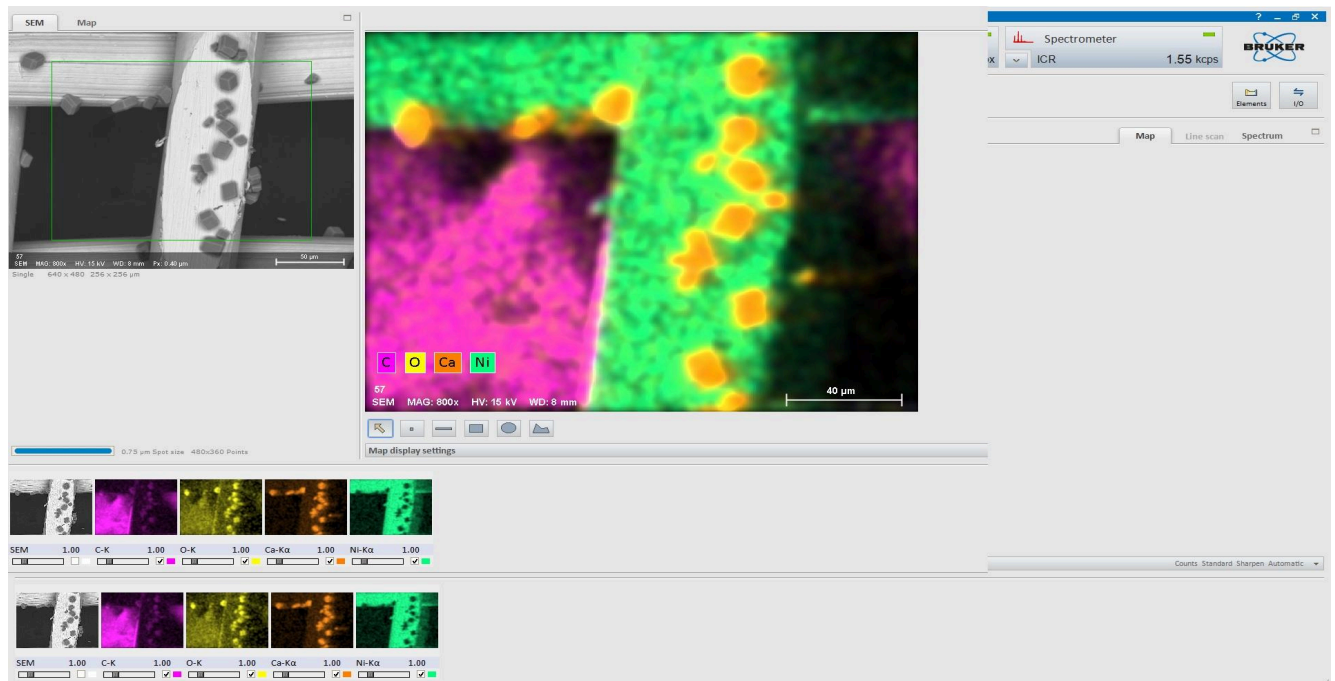 SEM Map
? 
Spectrometer
ICR 1.55 kcps
BRUKER
Elements I/O
Map Line scan Spectrum
57
SEM MAG: 800x HV: 15 kV WD: 8 mm Px: 0.40 µm
50 µm
Single 640 x 480 256 x 256 µm
C O Ca Ni
57
SEM MAG: 800x HV: 15 kV WD: 8 mm
40 µm
0.75 µm Spot size 480x360 Points
Map display settings
SEM 1.00 C-K 1.00 O-K 1.00 Ca-Kα 1.00 Ni-Kα 1.00
Counts Standard Sharpen Automatic
SEM 1.00 C-K 1.00 O-K 1.00 Ca-Kα 1.00 Ni-Kα 1.00